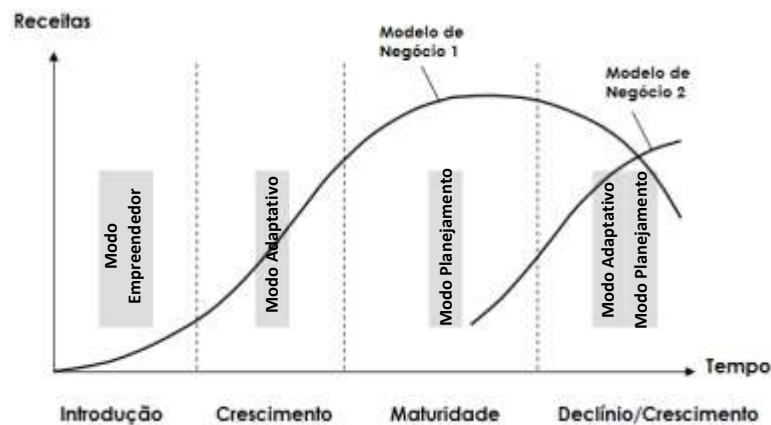 Receitas
Modelo de
Negócio 1
Modelo de
Negócio 2
Modo
Empreendedor
Modo Adaptativo
Modo Planejamento
Modo Adaptativo
Modo Planejamento
Tempo
Introdução
Crescimento
Maturidade
Declínio/Crescimento